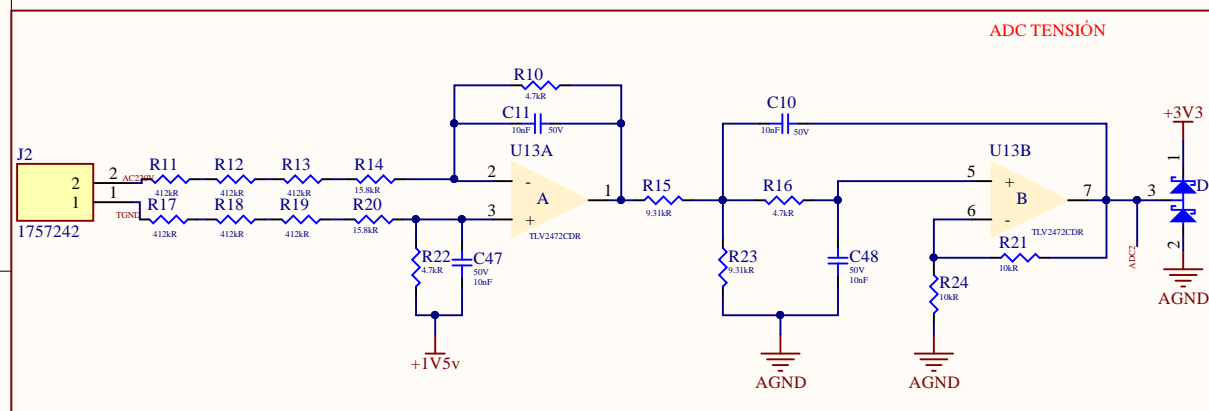 ADC TENSIÓN
R10
4.7kR
C11
10nF 50V
U13A
C10
10nF 50V
U13B
+3V3
J2
2
1
1757242
2 AC230V
1
TGND
R11 R12 R13 R14
412kR 412kR 412kR 15.8kR
R17 R18 R19 R20
412kR 412kR 412kR 15.8kR
2 - A 1
3 +
TLV2472CDR
R15
9.31kR
R16
4.7kR
5 + B 7
6 -
TLV2472CDR
3
1
D
2
R22
4.7kR
C47
50V
10nF
R23
9.31kR
C48
50V
10nF
R21
10kR
R24
10kR
ADC2
+1V5v
AGND
AGND
AGND